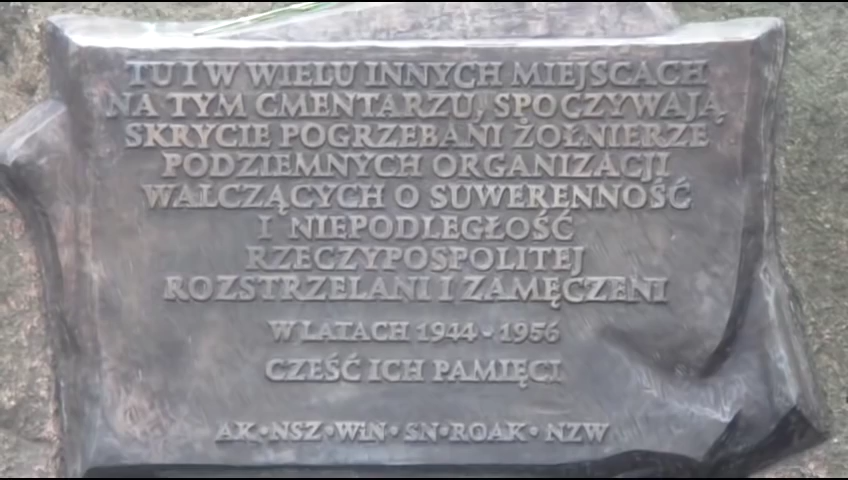 TU I W WIELU INNYCH MIEJSCACH
NA TYM CMENTARZU, SPOCZYWAJĄ
SKRYCIE POGRZEBANI ŻOŁNIERZE
PODZIEMNYCH ORGANIZACJI
WALCZĄCYCH O SUWERENNOŚĆ
I NIEPODLEGŁOŚĆ
RZECZYPOSPOLITEJ
ROZSTRZELANI I ZAMĘCZENI
W LATACH 1944 - 1956
CZEŚĆ ICH PAMIĘCI
AK • NSZ • WiN • SN • ROAK • NZW